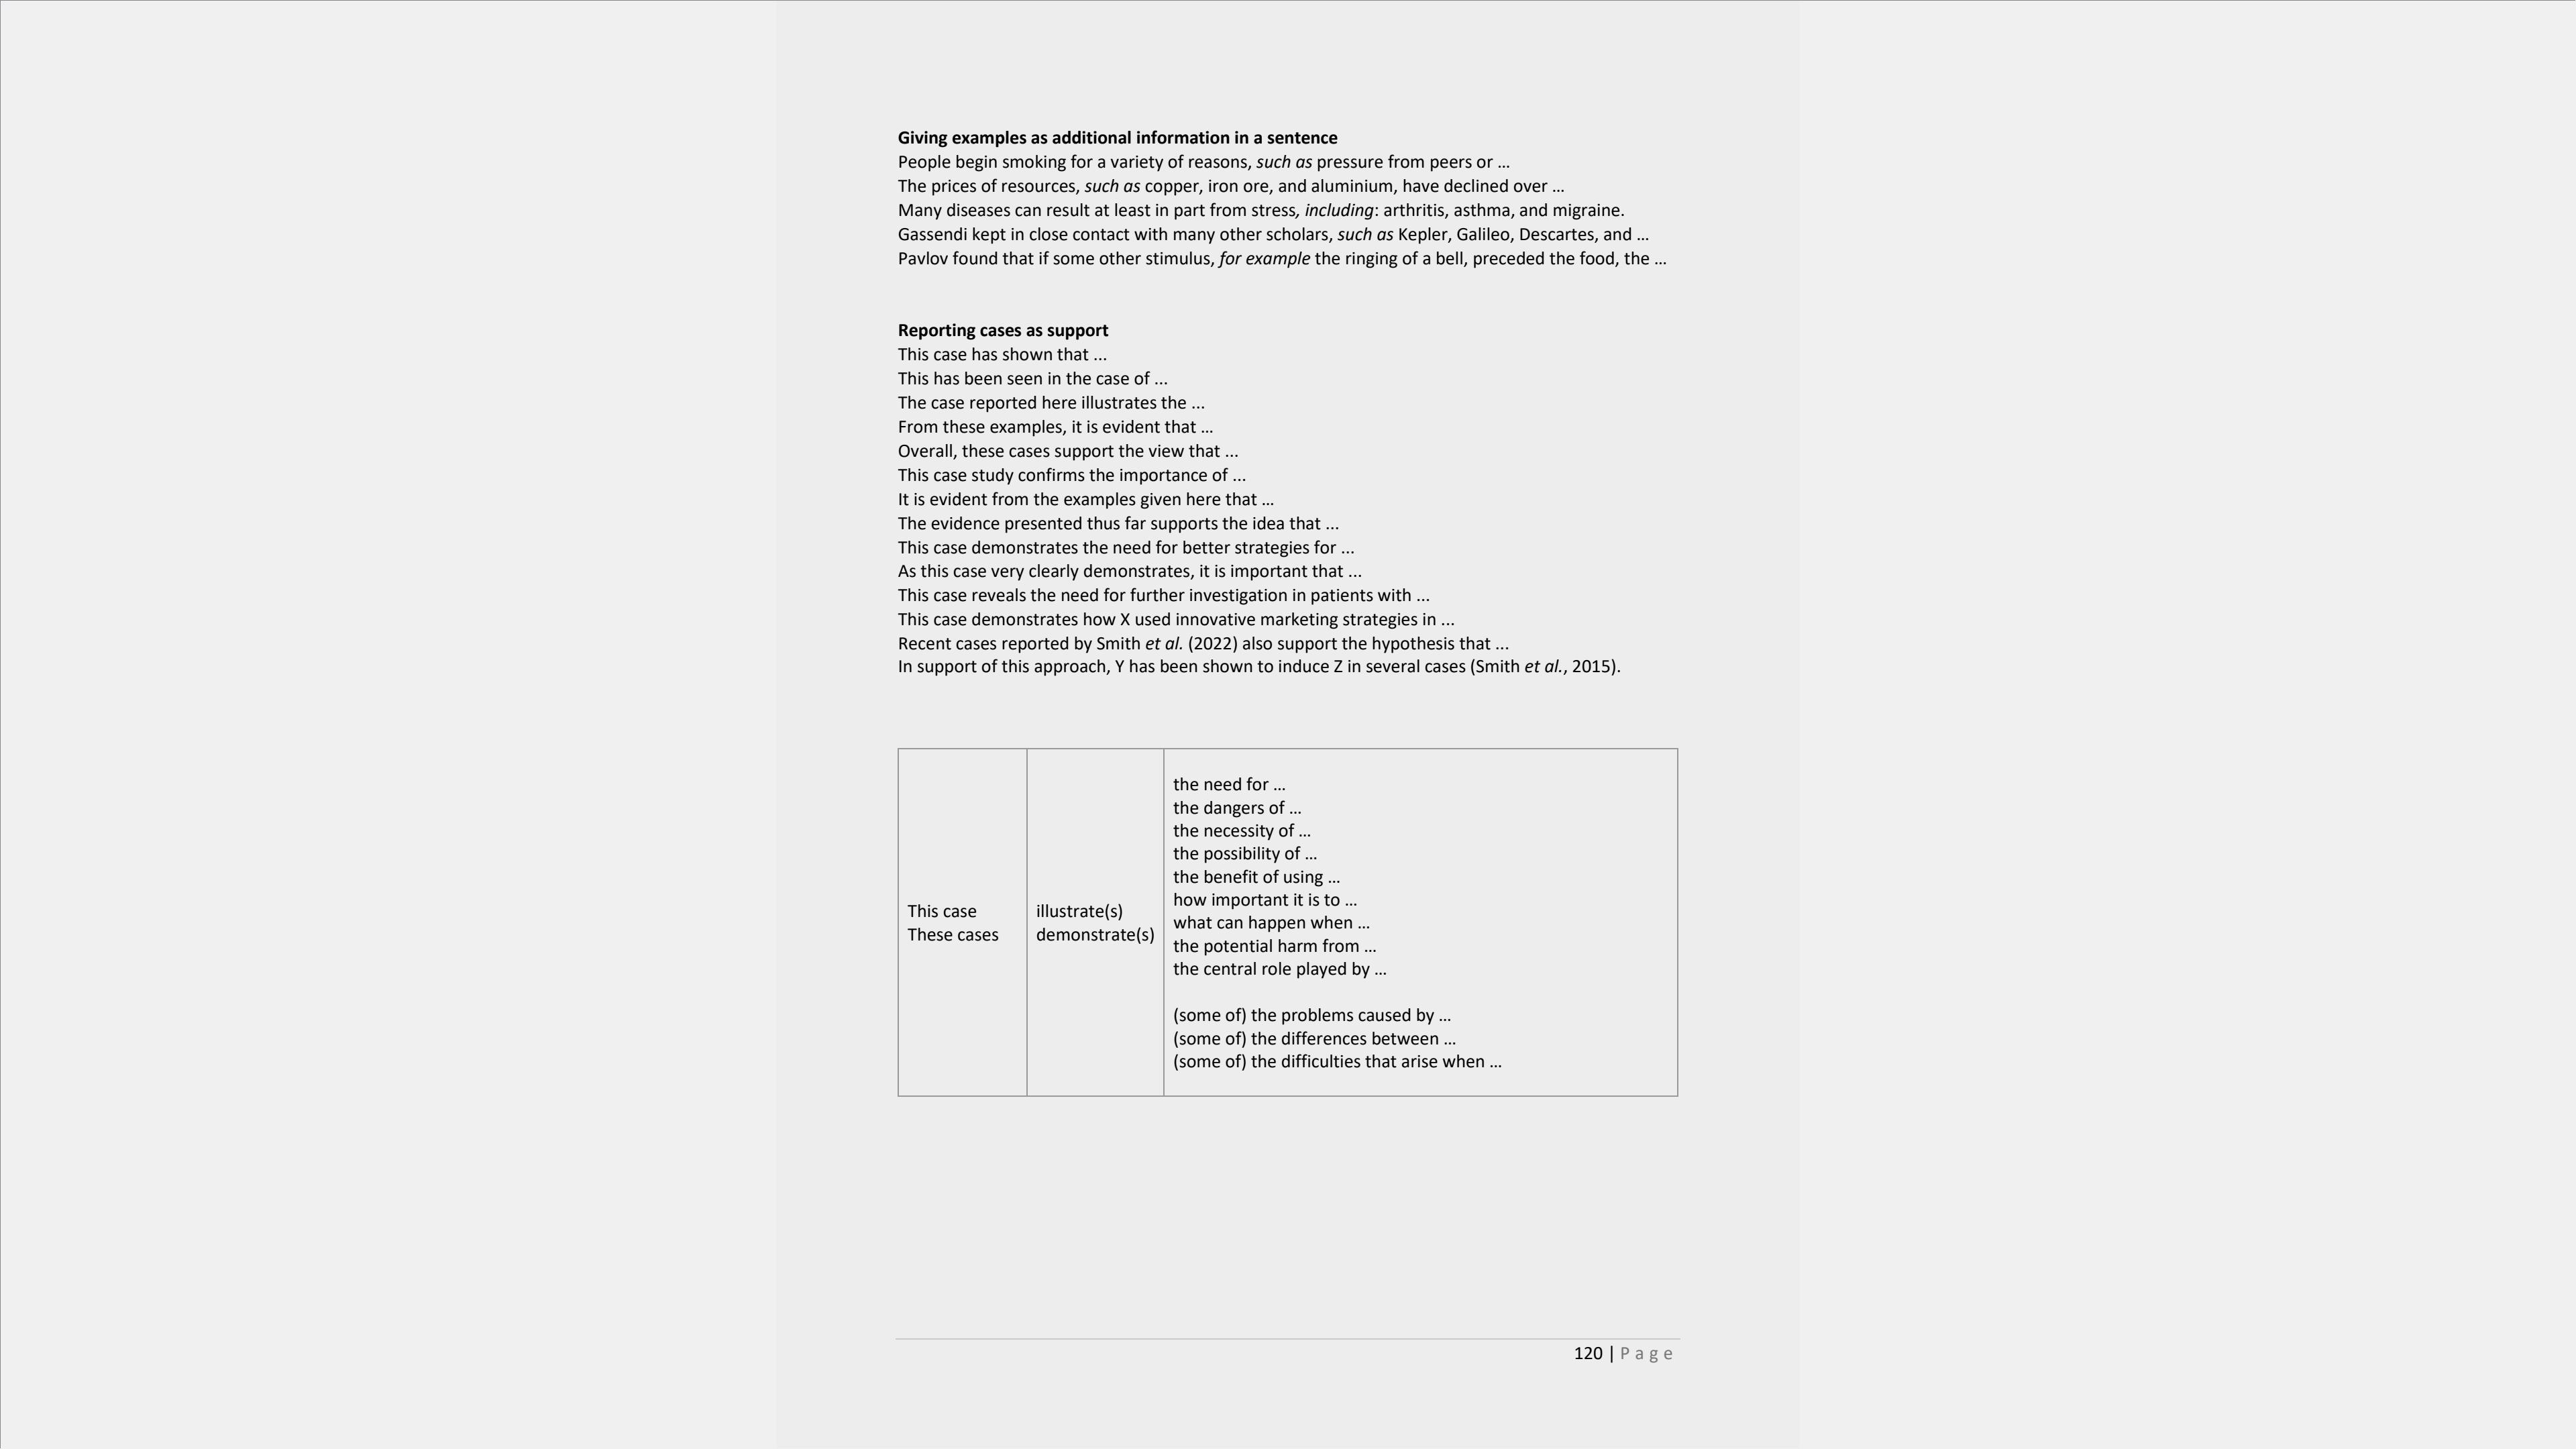 Giving examples as additional information in a sentence
People begin smoking for a variety of reasons, such as pressure from peers or …
The prices of resources, such as copper, iron ore, and aluminium, have declined over …
Many diseases can result at least in part from stress, including: arthritis, asthma, and migraine.
Gassendi kept in close contact with many other scholars, such as Kepler, Galileo, Descartes, and …
Pavlov found that if some other stimulus, for example the ringing of a bell, preceded the food, the …
Reporting cases as support
This case has shown that ...
This has been seen in the case of ...
The case reported here illustrates the ...
From these examples, it is evident that …
Overall, these cases support the view that ...
This case study confirms the importance of ...
It is evident from the examples given here that …
The evidence presented thus far supports the idea that ...
This case demonstrates the need for better strategies for ...
As this case very clearly demonstrates, it is important that ...
This case reveals the need for further investigation in patients with ...
This case demonstrates how X used innovative marketing strategies in ...
Recent cases reported by Smith et al. (2022) also support the hypothesis that ...
In support of this approach, Y has been shown to induce Z in several cases (Smith et al., 2015).
This case
These cases
illustrate(s)
demonstrate(s)
the need for …
the dangers of …
the necessity of …
the possibility of …
the benefit of using …
how important it is to …
what can happen when …
the potential harm from …
the central role played by …
(some of) the problems caused by …
(some of) the differences between …
(some of) the difficulties that arise when …
120 | Page